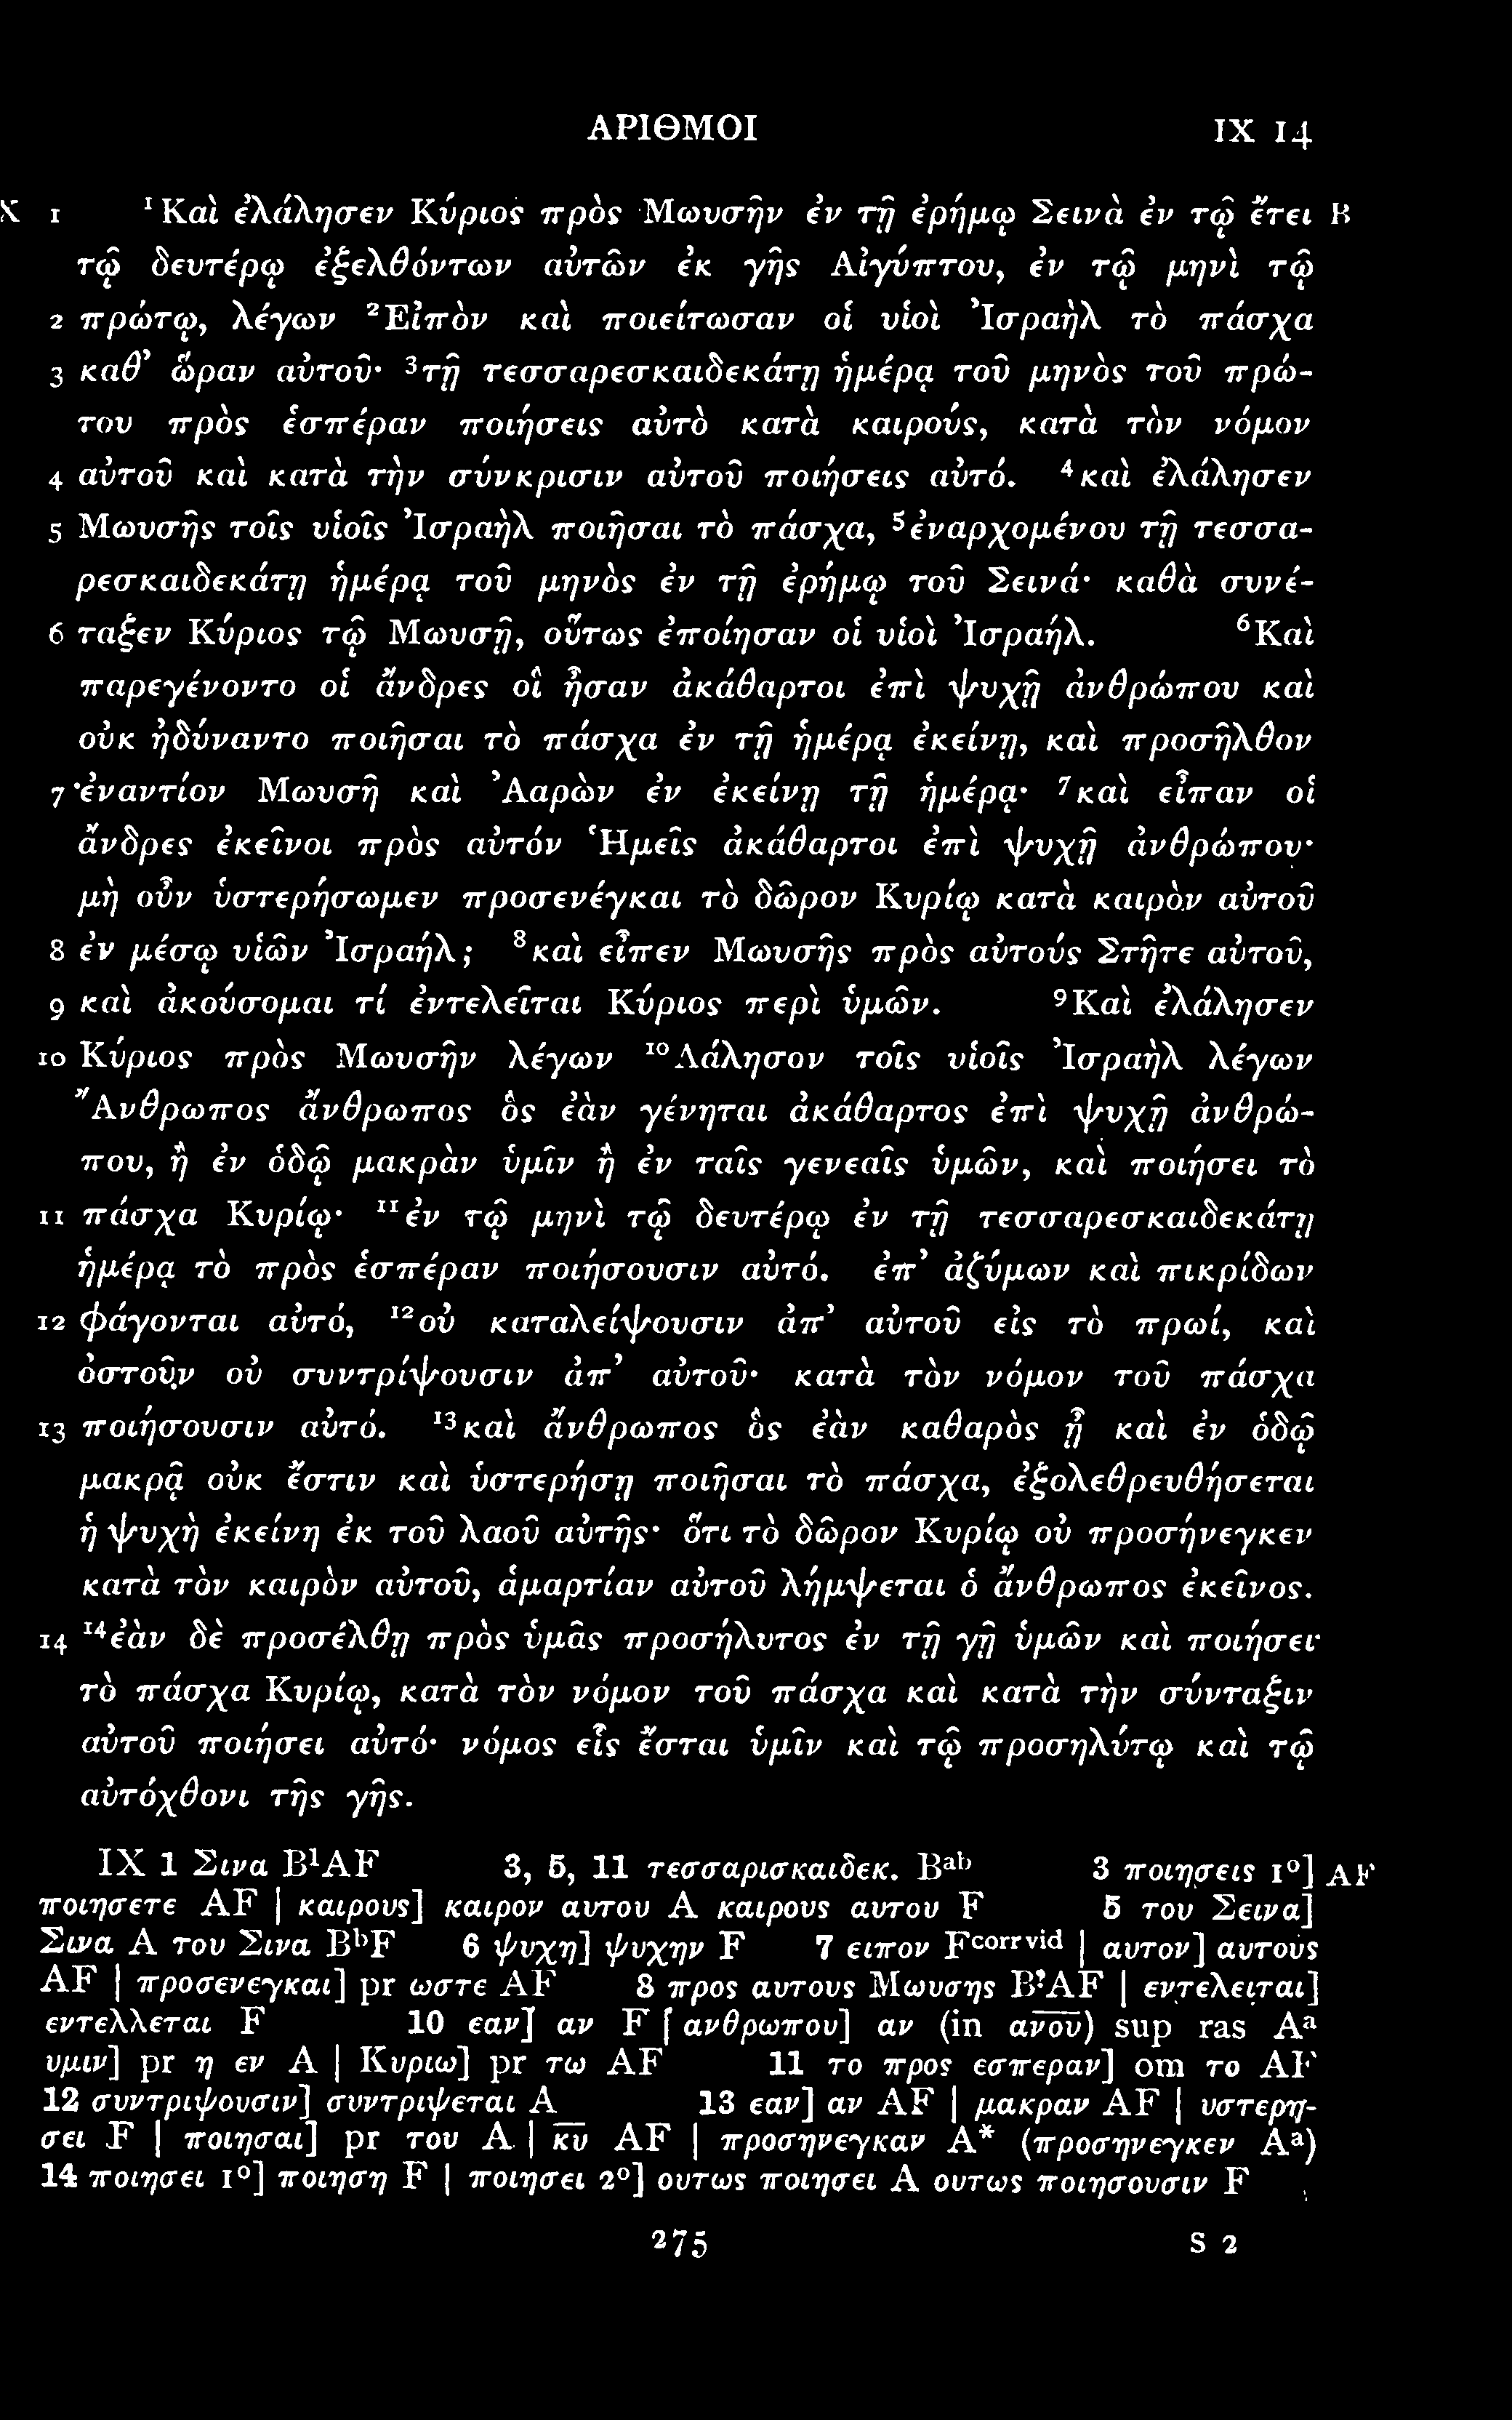 ΑΡΙΘΜΟΙ IX 14
X 1 ¹Καὶ ἐλάλησεν Κύριος πρὸς Μωυσῆν ἐν τῇ ἐρήμῳ Σεινὰ ἐν τῷ ἔτει B
τῷ δευτέρῳ ἐξελθόντων αὐτῶν ἐκ γῆς Αἰγύπτου, ἐν τῷ μηνὶ τῷ
2 πρώτῳ, λέγων ²Εἰπὸν καὶ ποιείτωσαν οἱ υἱοὶ Ἰσραὴλ τὸ πάσχα
3 καθ’ ὥραν αὐτοῦ· ³τῇ τεσσαρεσκαιδεκάτῃ ἡμέρᾳ τοῦ μηνὸς τοῦ πρώ-
του πρὸς ἑσπέραν ποιήσεις αὐτὸ κατὰ καιρούς, κατὰ τὸν νόμον
4 αὐτοῦ καὶ κατὰ τὴν σύνκρισιν αὐτοῦ ποιήσεις αὐτό. ⁴καὶ ἐλάλησεν
5 Μωυσῆς τοῖς υἱοῖς Ἰσραὴλ ποιῆσαι τὸ πάσχα, ⁵ἐναρχομένου τῇ τεσσα-
ρεσκαιδεκάτῃ ἡμέρᾳ τοῦ μηνὸς ἐν τῇ ἐρήμῳ τοῦ Σεινά· καθὰ συνέ-
6 ταξεν Κύριος τῷ Μωυσῇ, οὕτως ἐποίησαν οἱ υἱοὶ Ἰσραήλ. ⁶Καὶ
παρεγένοντο οἱ ἄνδρες οἳ ἦσαν ἀκάθαρτοι ἐπὶ ψυχῇ ἀνθρώπου καὶ
οὐκ ἠδύναντο ποιῆσαι τὸ πάσχα ἐν τῇ ἡμέρᾳ ἐκείνῃ, καὶ προσῆλθον
7 ἐναντίον Μωυσῆ καὶ Ἀαρὼν ἐν ἐκείνῃ τῇ ἡμέρᾳ· ⁷καὶ εἶπαν οἱ
ἄνδρες ἐκεῖνοι πρὸς αὐτόν Ἡμεῖς ἀκάθαρτοι ἐπὶ ψυχῇ ἀνθρώπου·
μὴ οὖν ὑστερήσωμεν προσενέγκαι τὸ δῶρον Κυρίῳ κατὰ καιρὸν αὐτοῦ
8 ἐν μέσῳ υἱῶν Ἰσραήλ; ⁸καὶ εἶπεν Μωυσῆς πρὸς αὐτούς Στῆτε αὐτοῦ,
9 καὶ ἀκούσομαι τί ἐντελεῖται Κύριος περὶ ὑμῶν. ⁹Καὶ ἐλάλησεν
10 Κύριος πρὸς Μωυσῆν λέγων ¹⁰Λάλησον τοῖς υἱοῖς Ἰσραὴλ λέγων
Ἄνθρωπος ἄνθρωπος ὃς ἐὰν γένηται ἀκάθαρτος ἐπὶ ψυχῇ ἀνθρώ-
που, ἢ ἐν ὁδῷ μακρὰν ὑμῖν ἢ ἐν ταῖς γενεαῖς ὑμῶν, καὶ ποιήσει τὸ
11 πάσχα Κυρίῳ· ¹¹ἐν τῷ μηνὶ τῷ δευτέρῳ ἐν τῇ τεσσαρεσκαιδεκάτῃ
ἡμέρᾳ τὸ πρὸς ἑσπέραν ποιήσουσιν αὐτό. ἐπ’ ἀζύμων καὶ πικρίδων
12 φάγονται αὐτό, ¹²οὐ καταλείψουσιν ἀπ’ αὐτοῦ εἰς τὸ πρωί, καὶ
ὀστοῦν οὐ συντρίψουσιν ἀπ’ αὐτοῦ· κατὰ τὸν νόμον τοῦ πάσχα
13 ποιήσουσιν αὐτό. ¹³καὶ ἄνθρωπος ὃς ἐὰν καθαρὸς ᾖ καὶ ἐν ὁδῷ
μακρᾷ οὐκ ἔστιν καὶ ὑστερήσῃ ποιῆσαι τὸ πάσχα, ἐξολεθρευθήσεται
ἡ ψυχὴ ἐκείνη ἐκ τοῦ λαοῦ αὐτῆς· ὅτι τὸ δῶρον Κυρίῳ οὐ προσήνεγκεν
κατὰ τὸν καιρὸν αὐτοῦ, ἁμαρτίαν αὐτοῦ λήμψεται ὁ ἄνθρωπος ἐκεῖνος.
14 ¹⁴ἐὰν δὲ προσέλθῃ πρὸς ὑμᾶς προσήλυτος ἐν τῇ γῇ ὑμῶν καὶ ποιήσει
τὸ πάσχα Κυρίῳ, κατὰ τὸν νόμον τοῦ πάσχα καὶ κατὰ τὴν σύνταξιν
αὐτοῦ ποιήσει αὐτό· νόμος εἷς ἔσται ὑμῖν καὶ τῷ προσηλύτῳ καὶ τῷ
αὐτόχθονι τῆς γῆς.
IX 1 Σινα B¹AF 3, 5, 11 τεσσαρισκαιδεκ. Bᵃᵇ 3 ποιησεις 1°] AF
ποιησετε AF | καιρους] καιρον αυτου A καιρους αυτου F 5 του Σεινα]
Σινα A του Σινα BᵇF 6 ψυχη] ψυχην F 7 ειπον Fᶜᵒʳʳ ᵛⁱᵈ | αυτον] αυτους
AF | προσενεγκαι] pr ωστε AF 8 προς αυτους Μωυσης B?AF | εντελειται]
εντελλεται F 10 εαν] αν F | ανθρωπου] αν (in αν̅ο̅υ̅) sup ras Aᵃ
υμιν] pr η εν A | Κυριω] pr τω AF 11 το προς εσπεραν] om το AF
12 συντριψουσιν] συντριψεται A 13 εαν] αν AF | μακραν AF | υστερη-
σει F | ποιησαι] pr του A | κ̅υ̅ AF | προσηνεγκαν A* (προσηνεγκεν Aᵃ)
14 ποιησει 1°] ποιηση F | ποιησει 2°] ουτως ποιησει A ουτως ποιησουσιν F
275 S 2